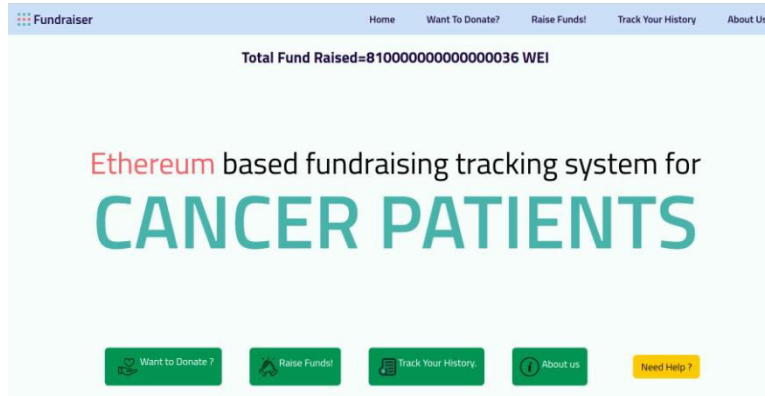 Fundraiser Home Want To Donate? Raise Funds! Track Your History About Us
Total Fund Raised=810000000000000036 WEI
Ethereum based fundraising tracking system for
CANCER PATIENTS
Want to Donate ? Raise Funds! Track Your History. About us Need Help ?